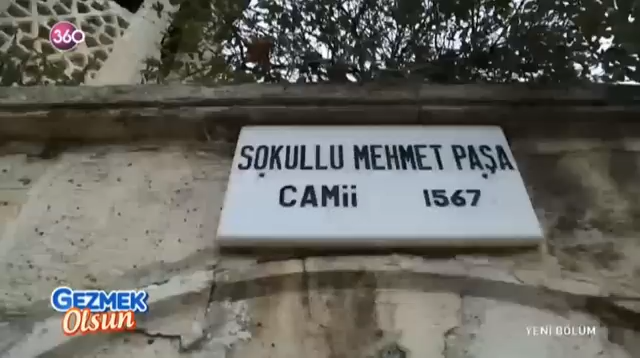 360
SOKULLU MEHMET PAŞA
CAMii 1567
GEZMEK
Olsun
YENİ BÖLÜM